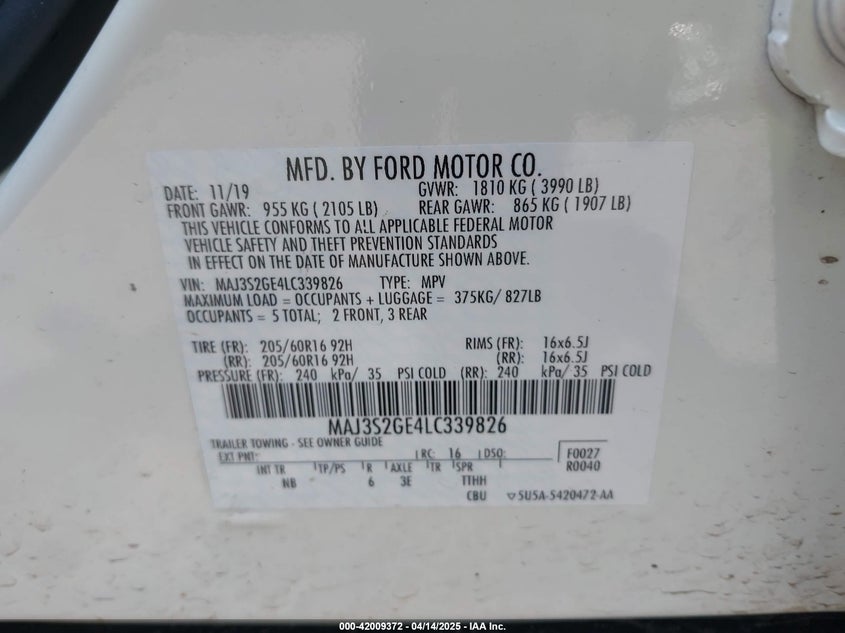 MFD. BY FORD MOTOR CO.
DATE: 11/19 GVWR: 1810 KG ( 3990 LB)
FRONT GAWR: 955 KG ( 2105 LB) REAR GAWR: 865 KG ( 1907 LB)
THIS VEHICLE CONFORMS TO ALL APPLICABLE FEDERAL MOTOR
VEHICLE SAFETY AND THEFT PREVENTION STANDARDS
IN EFFECT ON THE DATE OF MANUFACTURE SHOWN ABOVE.
VIN: MAJ3S2GE4LC339826 TYPE: MPV
MAXIMUM LOAD = OCCUPANTS + LUGGAGE = 375KG/ 827LB
OCCUPANTS = 5 TOTAL; 2 FRONT, 3 REAR
TIRE (FR): 205/60R16 92H RIMS (FR): 16x6.5J
(RR): 205/60R16 92H (RR): 16x6.5J
PRESSURE (FR): 240 kPa/ 35 PSI COLD (RR): 240 kPa/ 35 PSI COLD
MAJ3S2GE4LC339826
TRAILER TOWING - SEE OWNER GUIDE
EXT PNT: RC: 16 DSO: F0027
INT TR TP/PS R AXLE TR SPR R0040
NB 6 3E TTHH
CBU 5U5A-S420472-AA
000-42009372 - 04/14/2025 - IAA Inc.